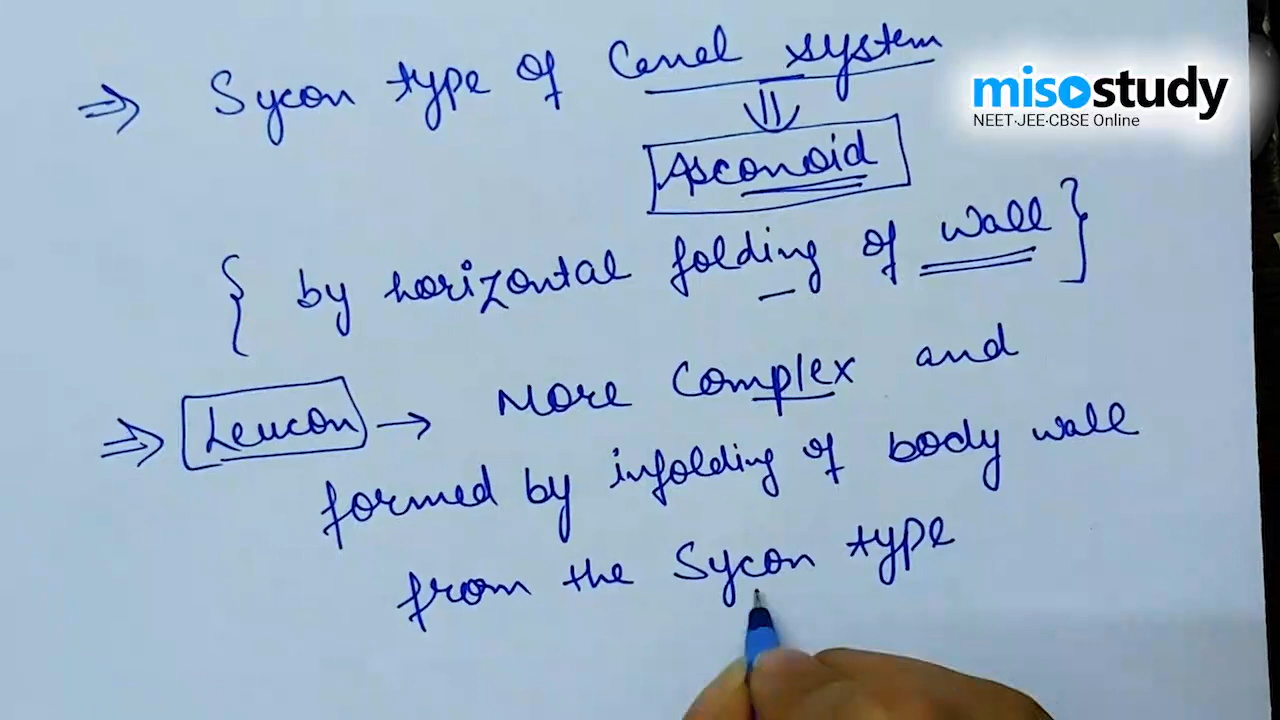 ⇒ Sycon type of Canal system
misostudy
NEET-JEE-CBSE Online
⇓
Asconoid
{ by horizontal folding of wall }
⇒ Leucon → More Complex and
formed by infolding of body wall
from the Sycon type